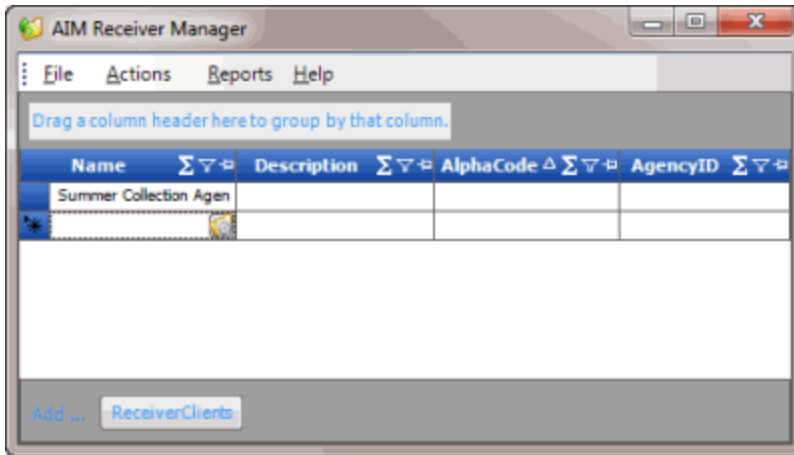 AIM Receiver Manager
File Actions Reports Help
Drag a column header here to group by that column.
Name Σ Description Σ AlphaCode Σ AgencyID Σ
Summer Collection Agen
Add ... ReceiverClients